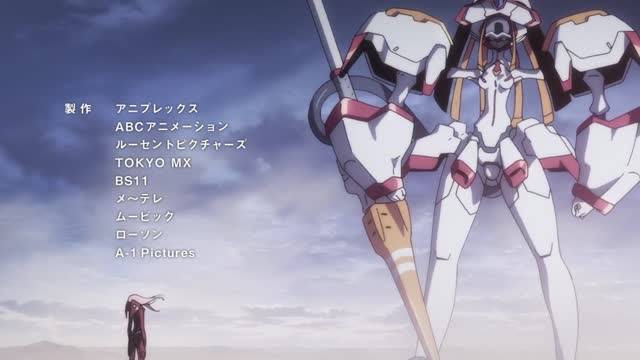 製作 アニプレックス
ABCアニメーション
ルーセントピクチャーズ
TOKYO MX
BS11
メ〜テレ
ムービック
ローソン
A-1 Pictures